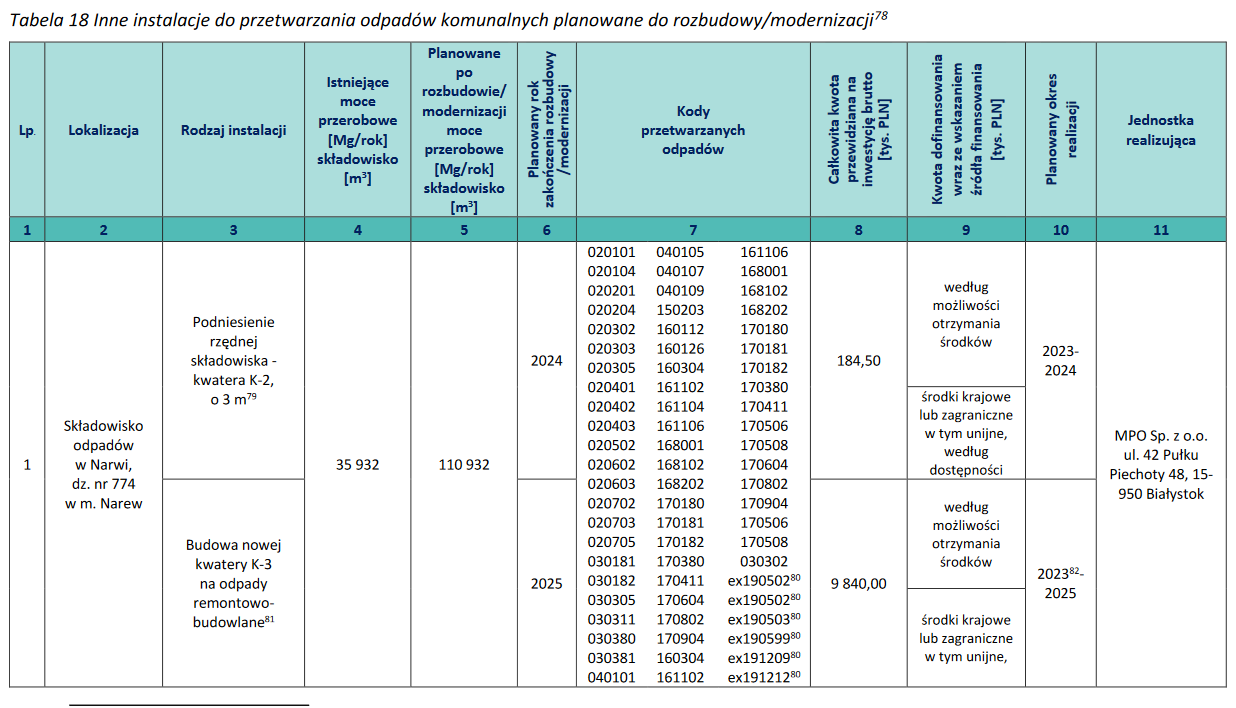 Tabela 18 Inne instalacje do przetwarzania odpadów komunalnych planowane do rozbudowy/modernizacji78
Lp.
Lokalizacja
Rodzaj instalacji
Istniejące
moce
przerobowe
[Mg/rok]
składowisko
[m3]
Planowane
po
rozbudowie/
modernizacji
moce
przerobowe
[Mg/rok]
składowisko
[m3]
Planowany rok
zakończenia rozbudowy
/modernizacji
Kody
przetwarzanych
odpadów
Całkowita kwota
przewidziana na
inwestycję brutto
[tys. PLN]
Kwota dofinansowania
wraz ze wskazaniem
źródła finansowania
[tys. PLN]
Planowany okres
realizacji
Jednostka
realizująca
1 2 3 4 5 6 7 8 9 10 11
1
Składowisko
odpadów
w Narwi,
dz. nr 774
w m. Narew
Podniesienie
rzędnej
składowiska -
kwatera K-2,
o 3 m79
Budowa nowej
kwatery K-3
na odpady
remontowo-
budowlane81
35 932
110 932
2024
2025
020101 040105 161106
020104 040107 168001
020201 040109 168102
020204 150203 168202
020302 160112 170180
020303 160126 170181
020305 160304 170182
020401 161102 170380
020402 161104 170411
020403 161106 170506
020502 168001 170508
020602 168102 170604
020603 168202 170802
020702 170180 170904
020703 170181 170506
020705 170182 170508
030181 170380 030302
030182 170411 ex19050280
030305 170604 ex19050280
030311 170802 ex19050380
030380 170904 ex19059980
030381 160304 ex19120980
040101 161102 ex19121280
184,50
9 840,00
według
możliwości
otrzymania
środków
środki krajowe
lub zagraniczne
w tym unijne,
według
dostępności
według
możliwości
otrzymania
środków
środki krajowe
lub zagraniczne
w tym unijne,
2023-
2024
202382-
2025
MPO Sp. z o.o.
ul. 42 Pułku
Piechoty 48, 15-
950 Białystok